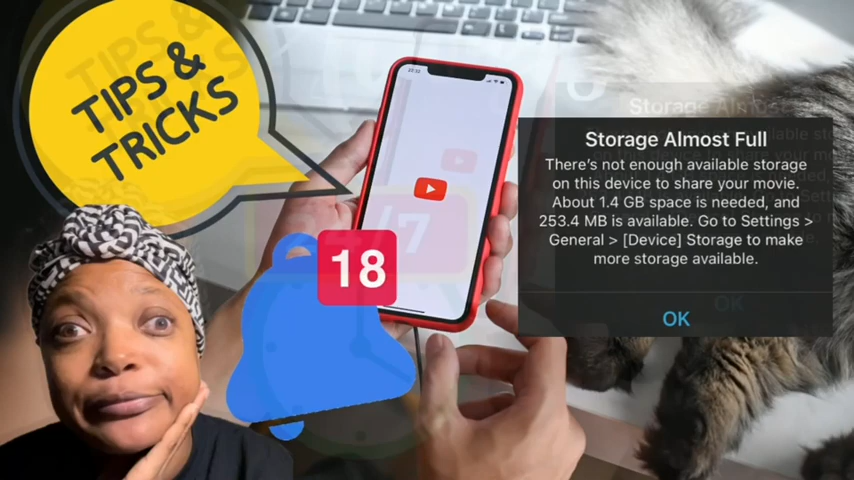 TIPS &
TRICKS
22:22
18
Storage Almost Full
There's not enough available storage
on this device to share your movie.
About 1.4 GB space is needed, and
253.4 MB is available. Go to Settings >
General > [Device] Storage to make
more storage available.
OK